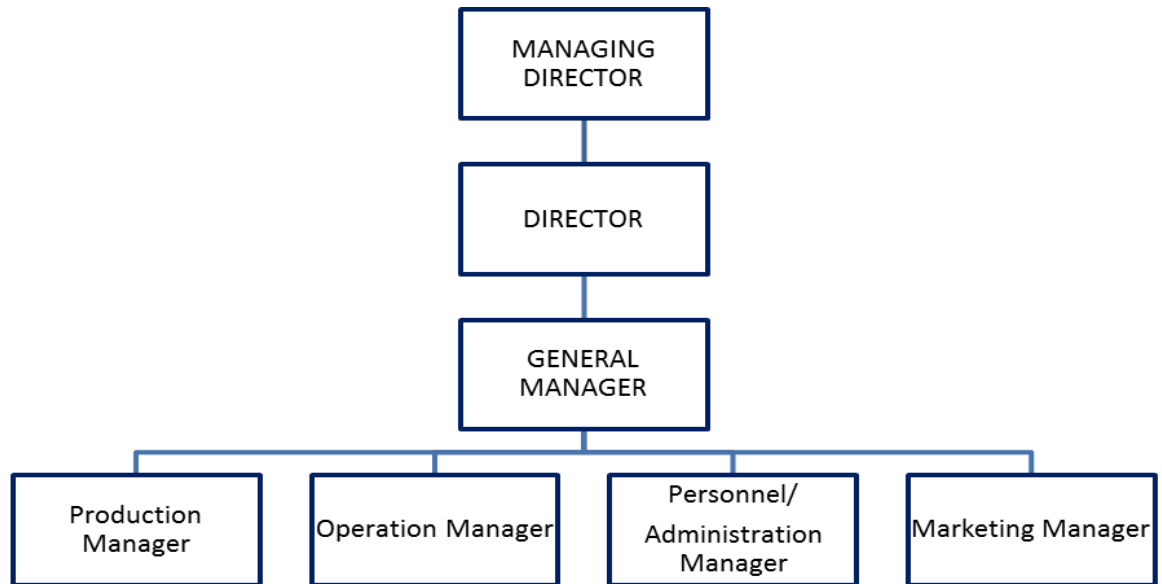 MANAGING
DIRECTOR
DIRECTOR
GENERAL
MANAGER
Production
Manager
Operation Manager
Personnel/
Administration
Manager
Marketing Manager